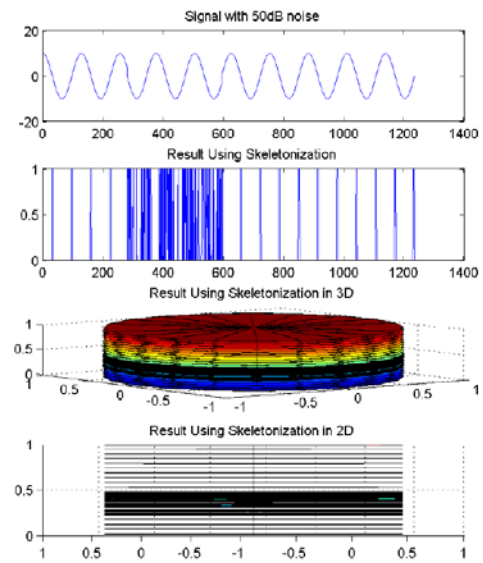 Signal with 50dB noise
20
0
-20
0 200 400 600 800 1000 1200 1400
Result Using Skeletonization
1
0.5
0
0 200 400 600 800 1000 1200 1400
Result Using Skeletonization in 3D
1
0.5
0
1 0.5 0 -0.5 -1 -1 -0.5 0 0.5 1
Result Using Skeletonization in 2D
1
0.5
0
1 0.5 0 -0.5 -1 -0.5 0 0.5 1